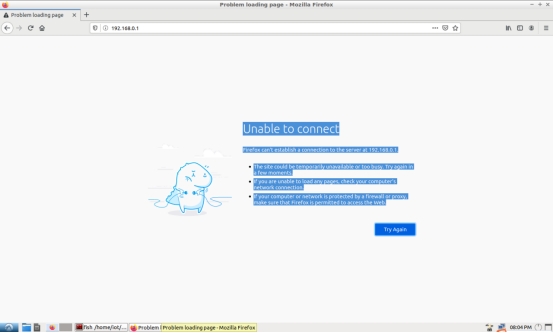 Problem loading page - Mozilla Firefox
Problem loading page
192.168.0.1
Unable to connect
Firefox can't establish a connection to the server at 192.168.0.1.
The site could be temporarily unavailable or too busy. Try again in
a few moments.
If you are unable to load any pages, check your computer's
network connection.
If your computer or network is protected by a firewall or proxy,
make sure that Firefox is permitted to access the Web.
Try Again
fish /home/iot/...
Problem
Problem loading page - Mozilla Firefox
08:04 PM